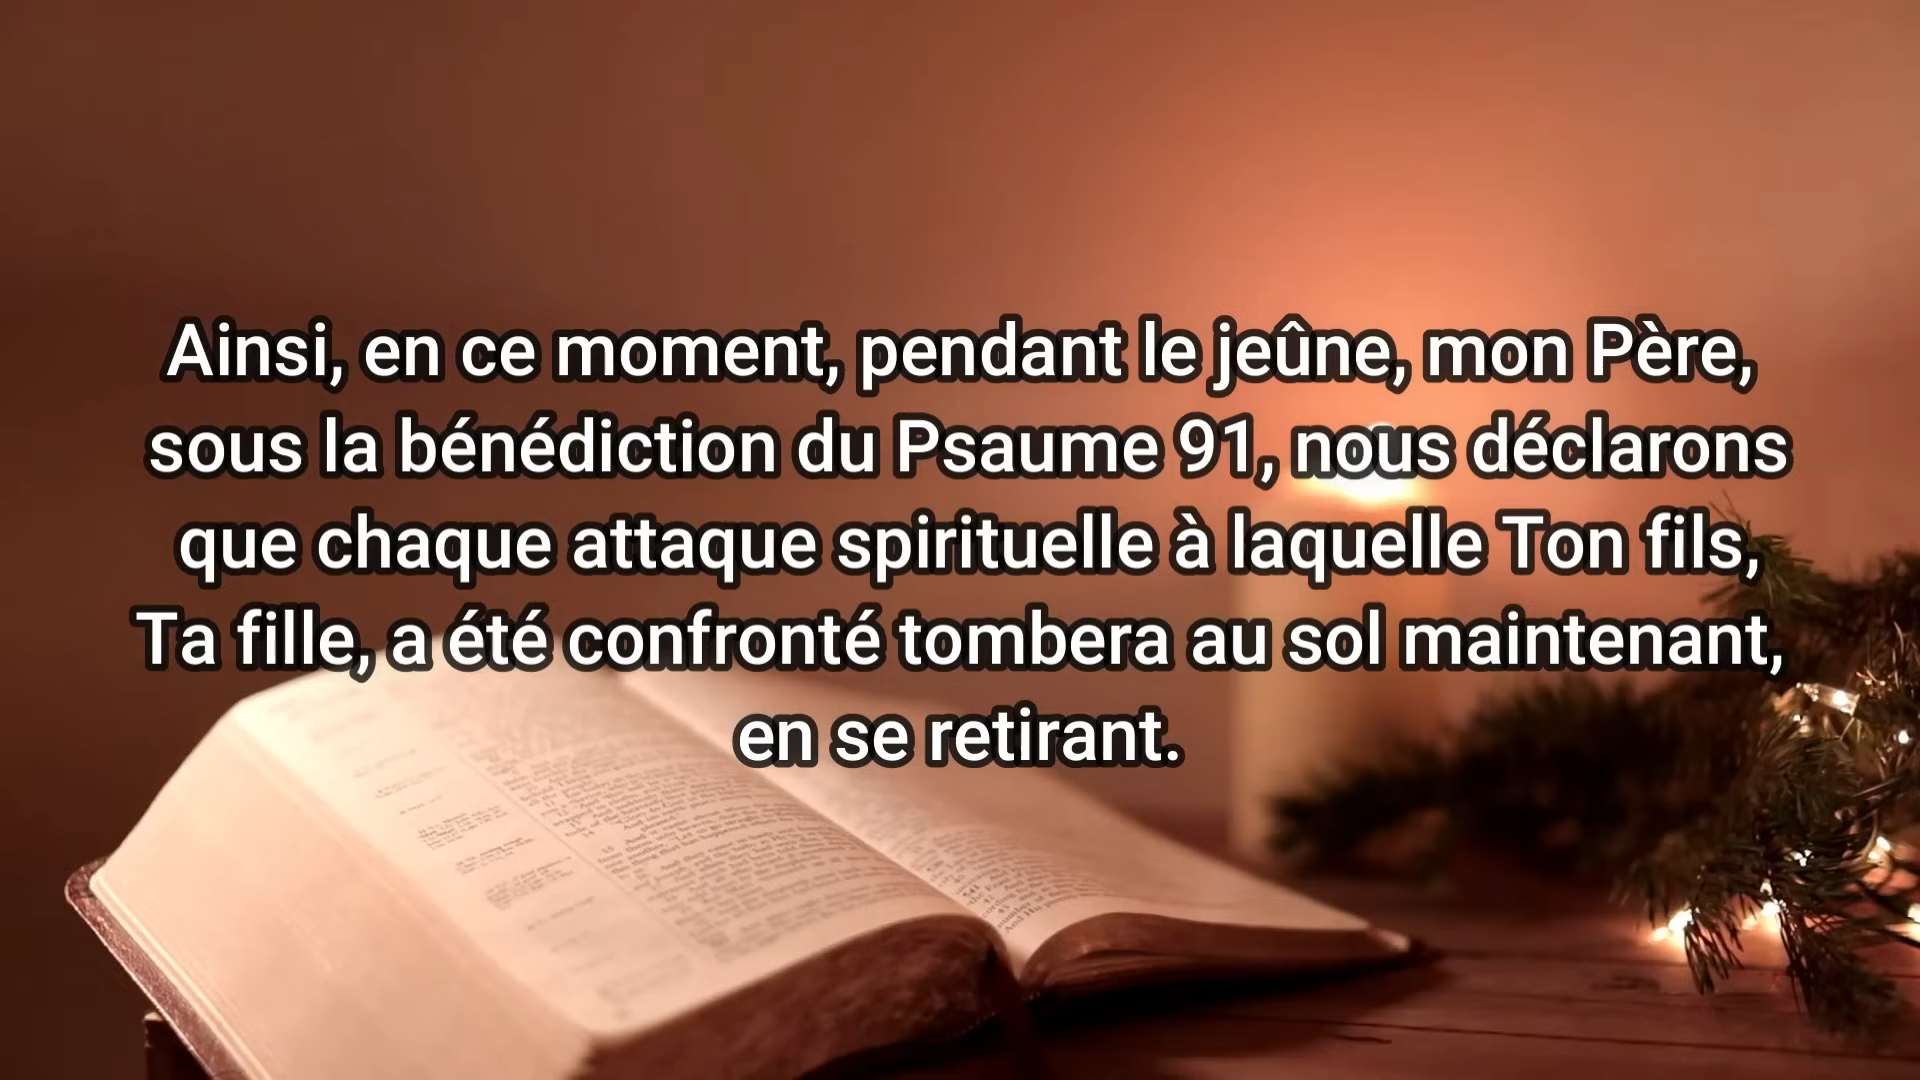 Ainsi, en ce moment, pendant le jeûne, mon Père,
sous la bénédiction du Psaume 91, nous déclarons
que chaque attaque spirituelle à laquelle Ton fils,
Ta fille, a été confronté tombera au sol maintenant,
en se retirant.